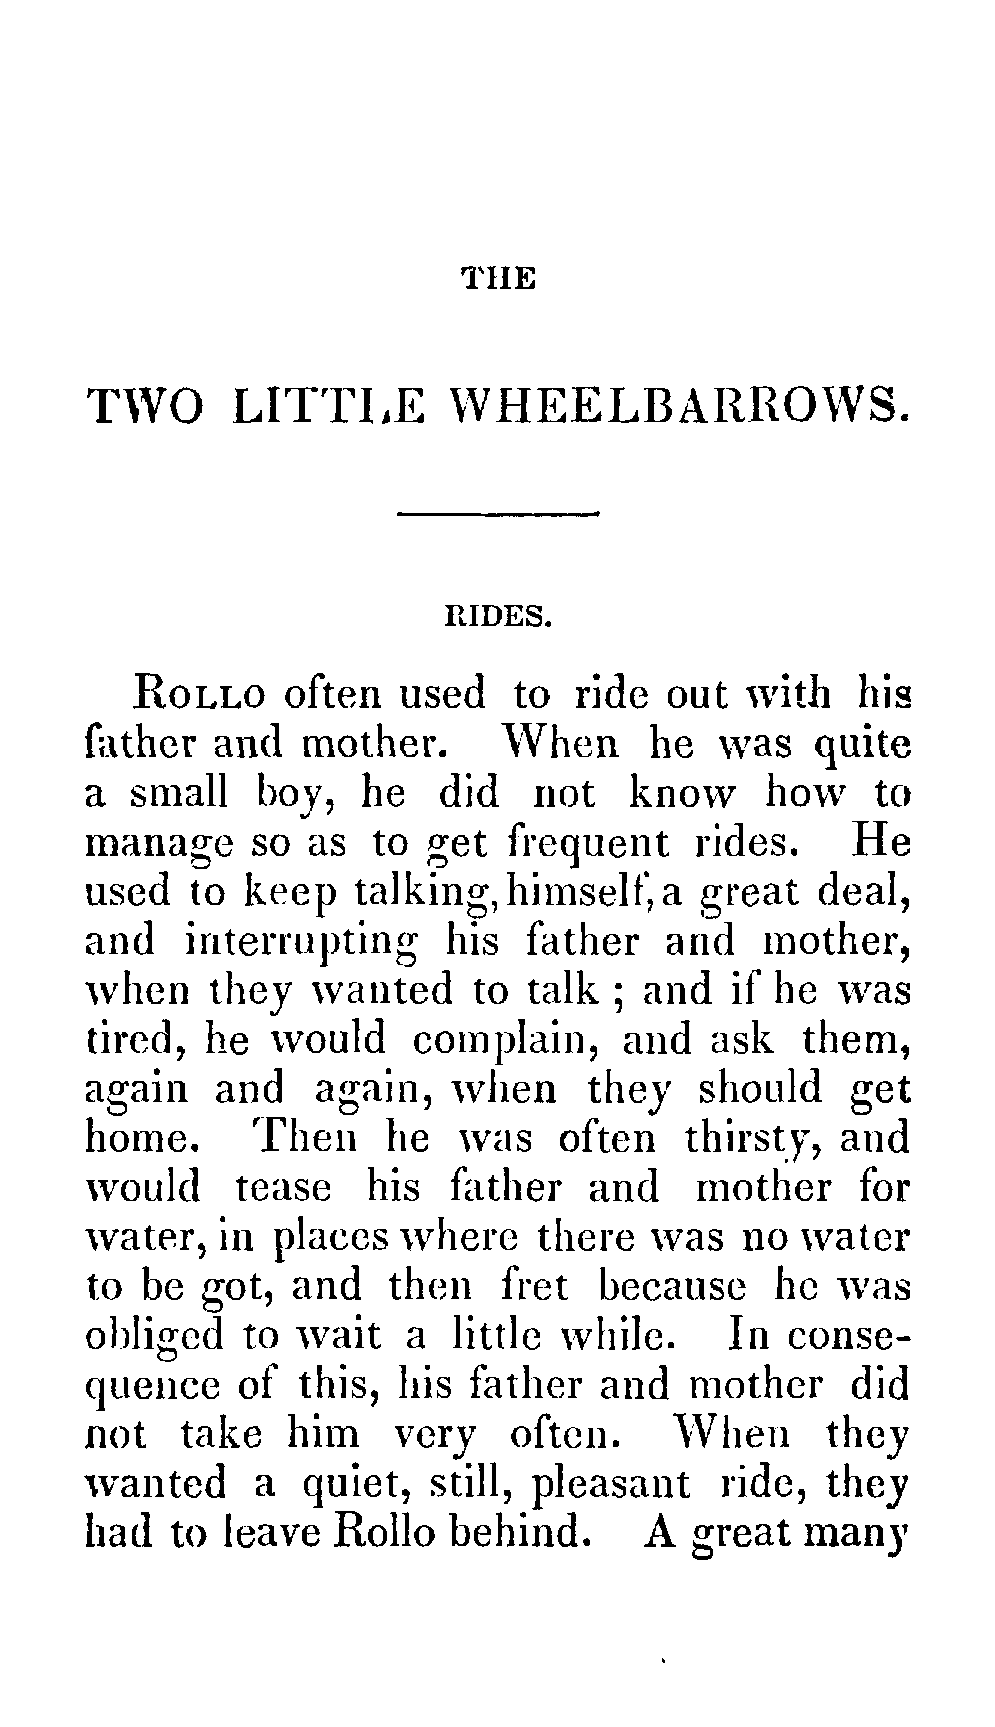 THE
TWO LITTLE WHEELBARROWS.
RIDES.
ROLLO often used to ride out with his
father and mother. When he was quite
a small boy, he did not know how to
manage so as to get frequent rides. He
used to keep talking, himself, a great deal,
and interrupting his father and mother,
when they wanted to talk ; and if he was
tired, he would complain, and ask them,
again and again, when they should get
home. Then he was often thirsty, and
would tease his father and mother for
water, in places where there was no water
to be got, and then fret because he was
obliged to wait a little while. In conse-
quence of this, his father and mother did
not take him very often. When they
wanted a quiet, still, pleasant ride, they
had to leave Rollo behind. A great many